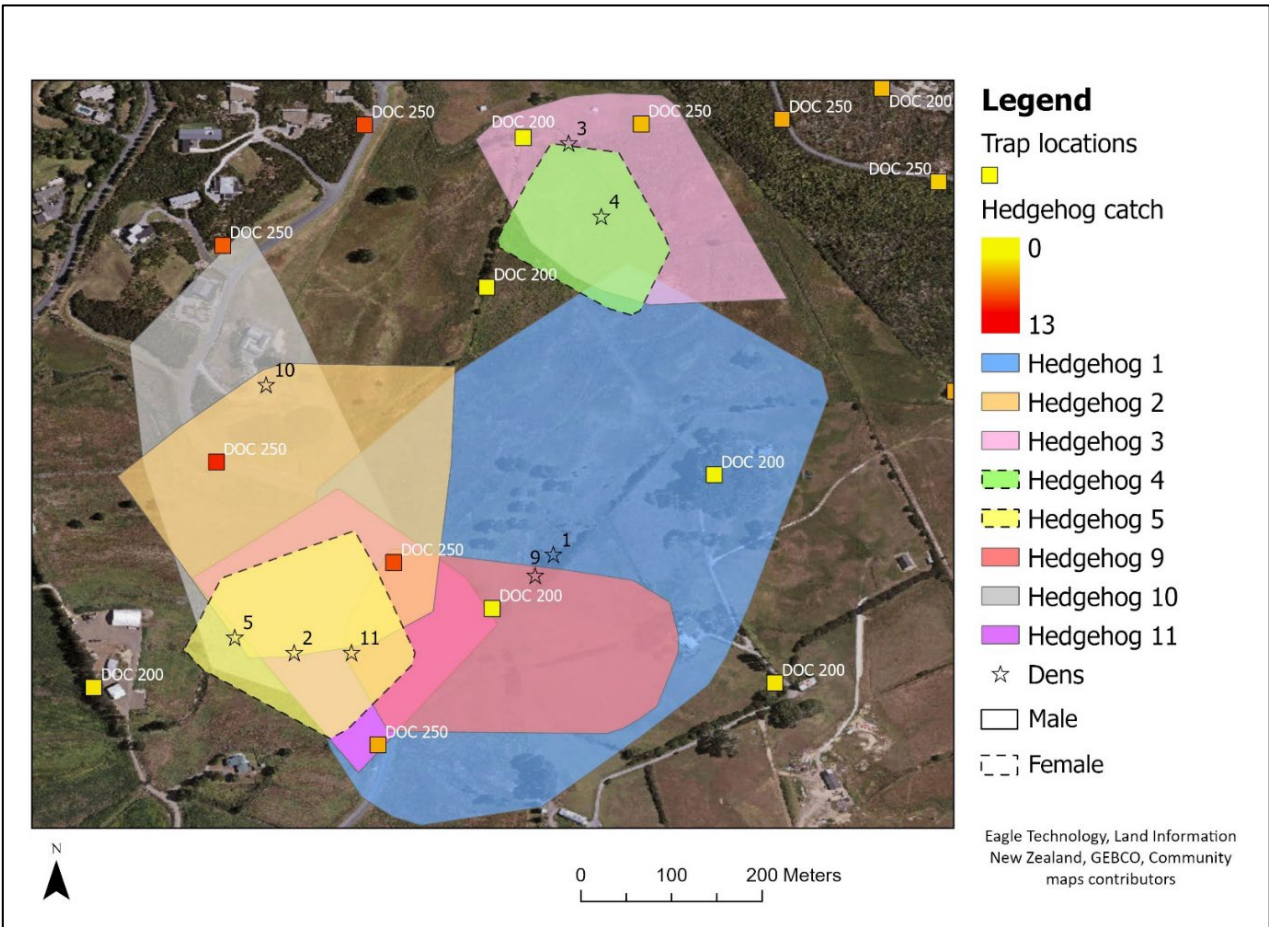 DOC 250
DOC 200
DOC 250
DOC 250
DOC 200
3
DOC 250
4
DOC 250
DOC 200
10
DOC 250
DOC 200
DOC 250
1
9
DOC 200
5
2
11
DOC 200
DOC 200
DOC 250
Legend
Trap locations
Hedgehog catch
0
13
Hedgehog 1
Hedgehog 2
Hedgehog 3
Hedgehog 4
Hedgehog 5
Hedgehog 9
Hedgehog 10
Hedgehog 11
Dens
Male
Female
Eagle Technology, Land Information
New Zealand, GEBCO, Community
maps contributors
N
0 100 200 Meters